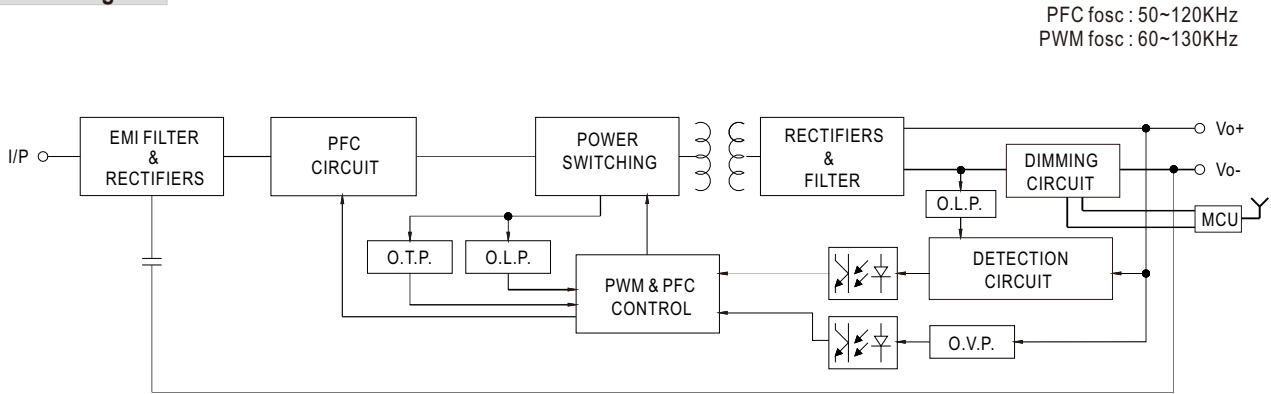 PFC fosc : 50~120KHz
PWM fosc : 60~130KHz
I/P
EMI FILTER
&
RECTIFIERS
PFC
CIRCUIT
POWER
SWITCHING
RECTIFIERS
&
FILTER
DIMMING
CIRCUIT
Vo+
Vo-
O.L.P.
MCU
O.T.P.
O.L.P.
PWM & PFC
CONTROL
DETECTION
CIRCUIT
O.V.P.